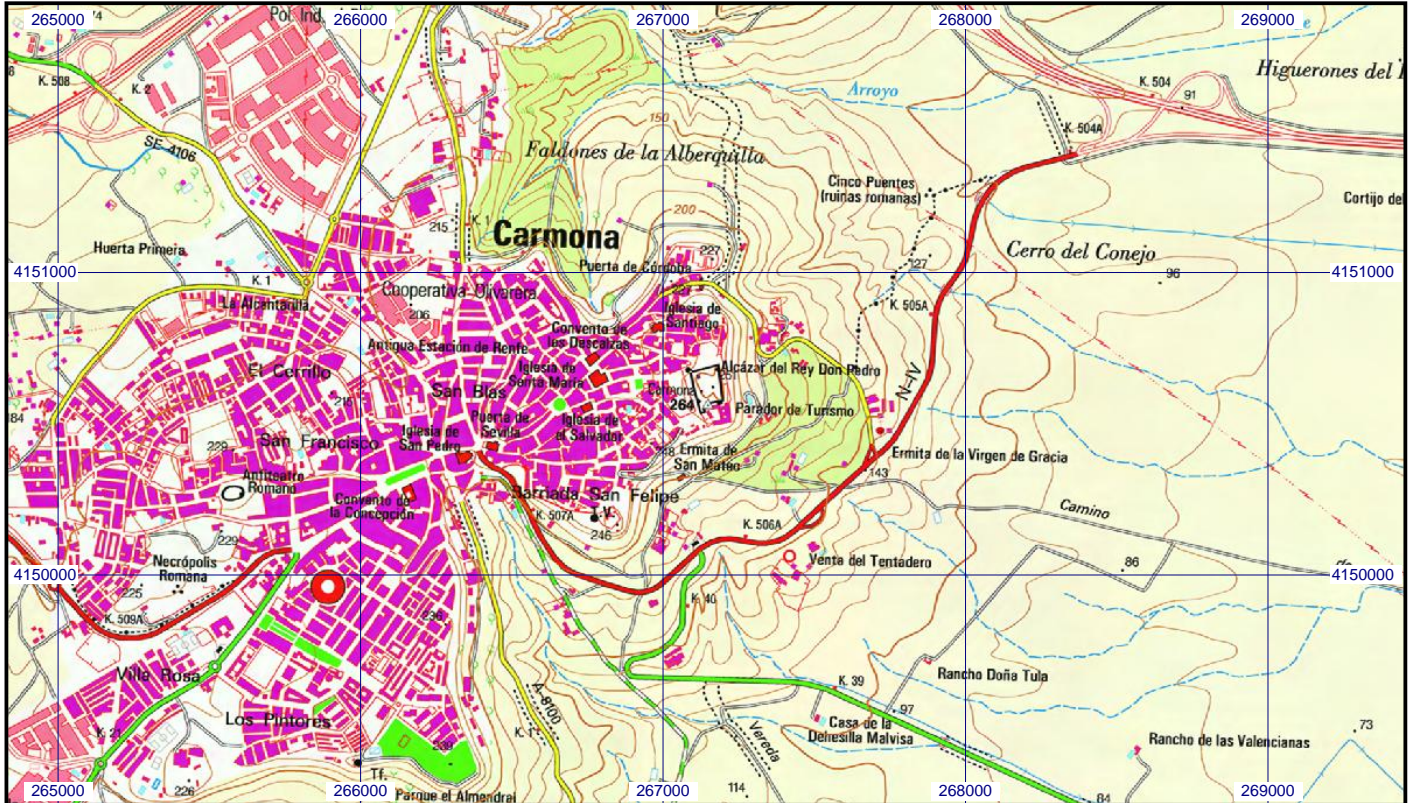 265000
266000
267000
268000
269000
Pol. Ind.
K. 508
K. 2
K. 504
91
Higuerones del
Arroyo
150
K. 504A
SE-4106
Faldones de la Alberquilla
Cinco Puentes
(ruinas romanas)
Cortijo del
200
215
K. 1
Carmona
227
Huerta Primera
Cerro del Conejo
127
96
4151000
Puerta de Córdoba
4151000
K. 1
La Alcantarilla
Cooperativa Olivarera
K. 505A
206
Iglesia de
Santiago
Convento de
las Descalzas
Antigua Estación de Renfe
El Cerrillo
Iglesia de
Santa María
Alcázar del Rey Don Pedro
San Blas
Carmona
264
N-IV
Parador de Turismo
184
Puerta de
Sevilla
Iglesia de
el Salvador
San Francisco
Iglesia de
San Pedro
229
248
Ermita de
San Mateo
Ermita de la Virgen de Gracia
143
Anfiteatro
Romano
Convento de
la Concepción
Barriada San Felipe
T.V.
K. 507A
246
K. 506A
Camino
de
229
Necrópolis
Romana
Venta del Tentadero
86
4150000
4150000
225
K. 509A
236
K. 40
Villa Rosa
Rancho Doña Tula
K. 39
97
Los Pintores
A-8100
K. 1
K. 21
239
Vereda
Casa de la
Dehesilla Malvisa
73
Rancho de las Valencianas
Tf.
226
Parque el Almendral
114
84
265000
266000
267000
268000
269000